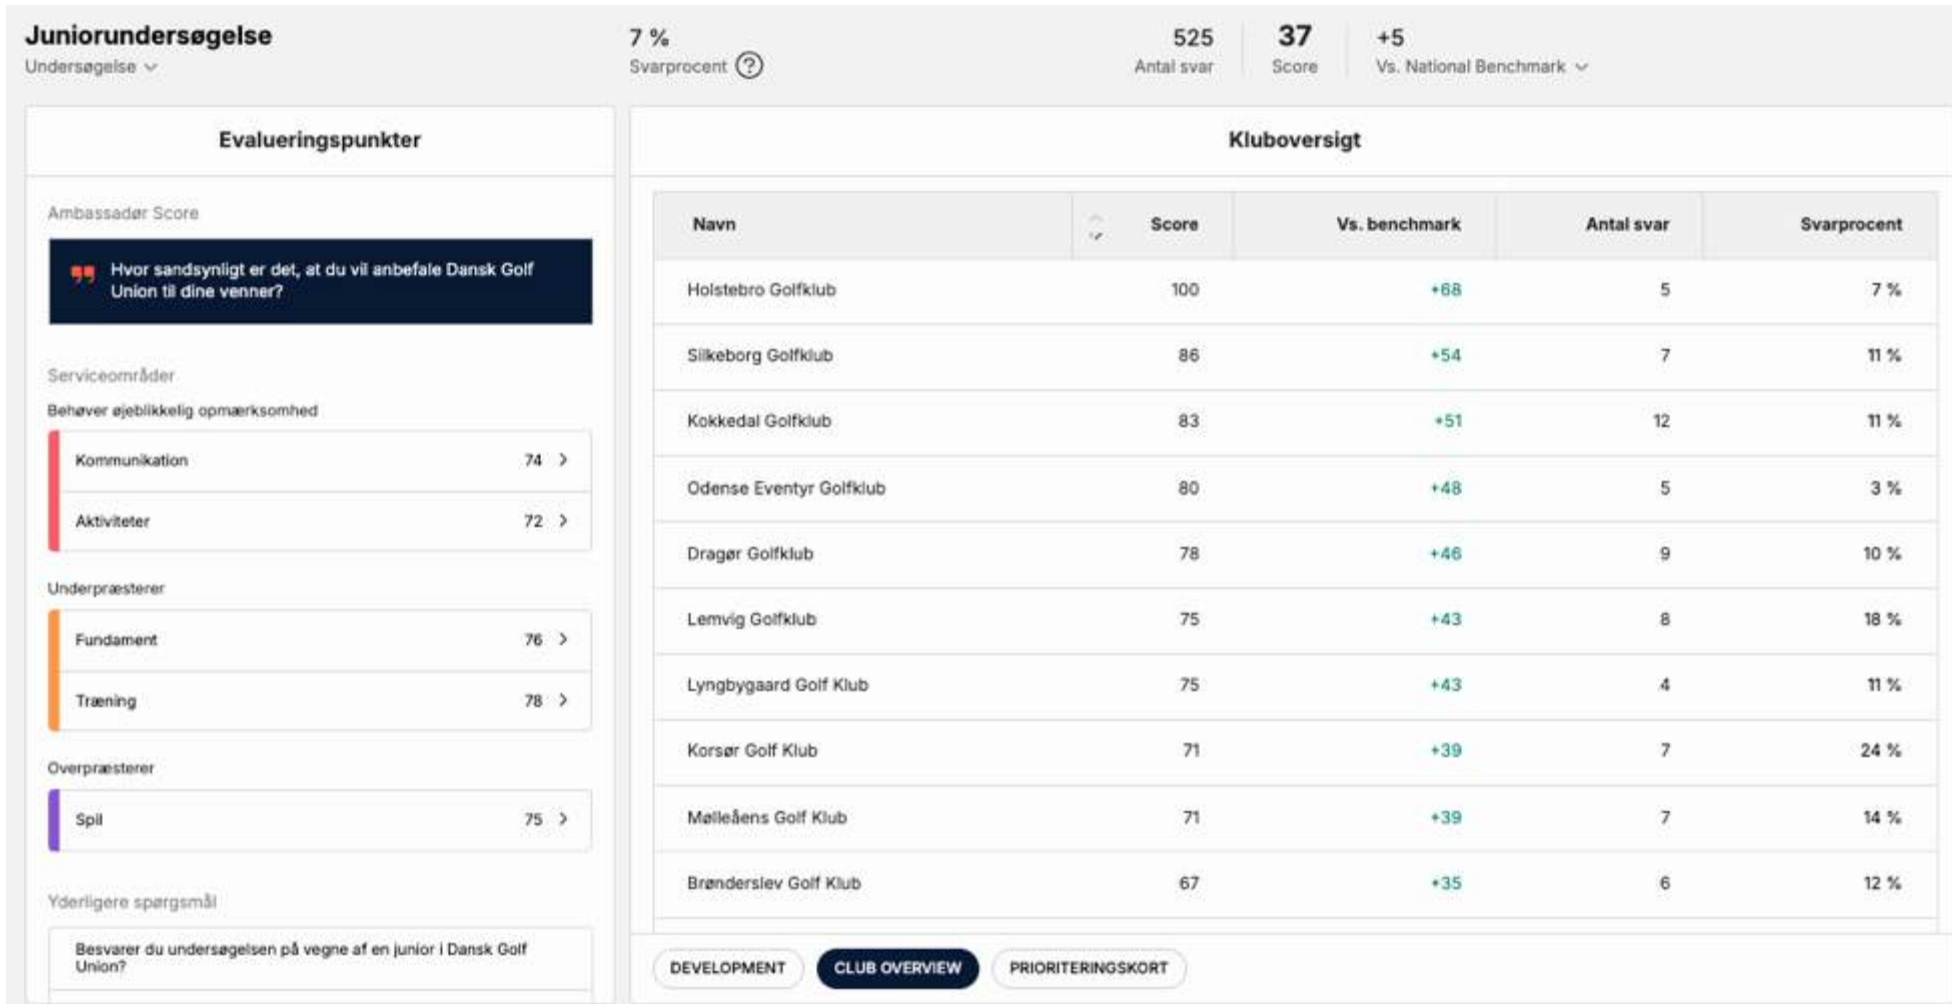 Juniorundersøgelse
Undersøgelse
7 %
Svarprocent ?
525
Antal svar
37
Score
+5
Vs. National Benchmark
Evalueringspunkter
Ambassadør Score
Hvor sandsynligt er det, at du vil anbefale Dansk Golf
Union til dine venner?
Serviceområder
Behøver øjeblikkelig opmærksomhed
Kommunikation 74
Aktiviteter 72
Underpræsterer
Fundament 76
Træning 78
Overpræsterer
Spil 75
Yderligere spørgsmål
Besvarer du undersøgelsen på vegne af en junior i Dansk Golf
Union?
Kluboversigt
Navn Score Vs. benchmark Antal svar Svarprocent
Holstebro Golfklub 100 +68 5 7 %
Silkeborg Golfklub 86 +54 7 11 %
Kokkedal Golfklub 83 +51 12 11 %
Odense Eventyr Golfklub 80 +48 5 3 %
Dragør Golfklub 78 +46 9 10 %
Lemvig Golfklub 75 +43 8 18 %
Lyngbygaard Golf Klub 75 +43 4 11 %
Korsør Golf Klub 71 +39 7 24 %
Mølleåens Golf Klub 71 +39 7 14 %
Brønderslev Golf Klub 67 +35 6 12 %
DEVELOPMENT CLUB OVERVIEW PRIORITERINGSKORT